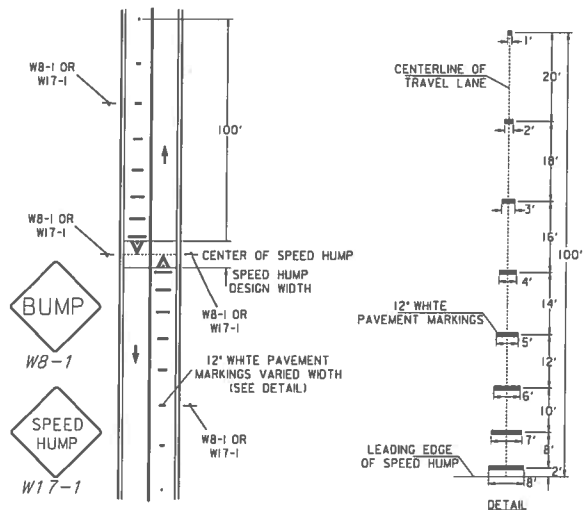 W8-1 OR
W17-1
100'
W8-1 OR
W17-1
CENTER OF SPEED HUMP
SPEED HUMP
DESIGN WIDTH
BUMP
W8-1
W8-1 OR
W17-1
12" WHITE PAVEMENT
MARKINGS VARIED WIDTH
(SEE DETAIL)
SPEED
HUMP
W17-1
W8-1 OR
W17-1
1'
CENTERLINE OF
TRAVEL LANE
20'
2'
18'
3'
16'
100'
4'
14'
12" WHITE
PAVEMENT MARKINGS
5'
12'
6'
10'
7'
8'
LEADING EDGE
OF SPEED HUMP
2'
8'
DETAIL